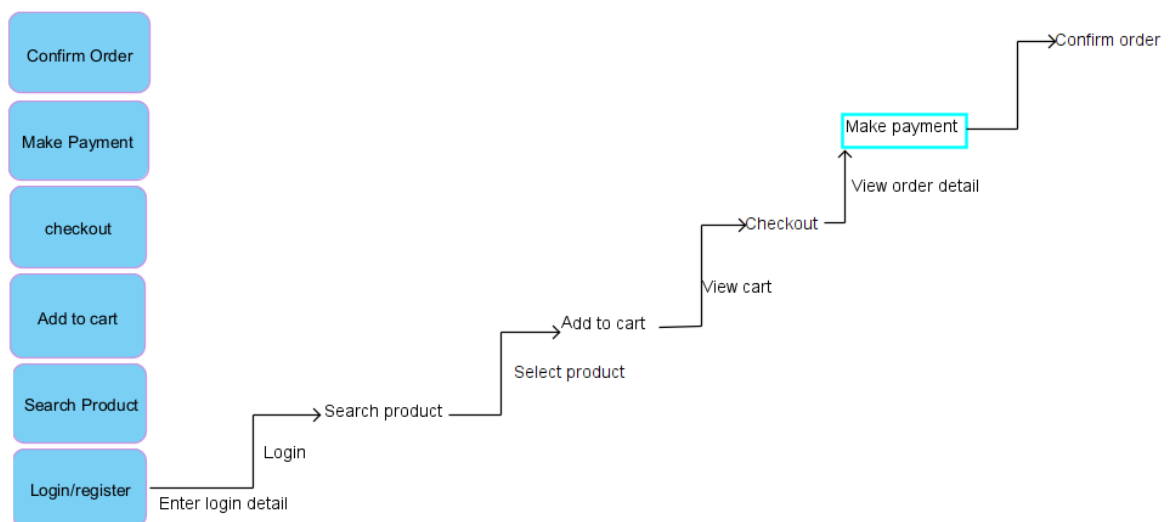 Confirm Order
Confirm order
Make Payment
Make payment
View order detail
checkout
Checkout
View cart
Add to cart
Add to cart
Select product
Search Product
Search product
Login
Login/register
Enter login detail